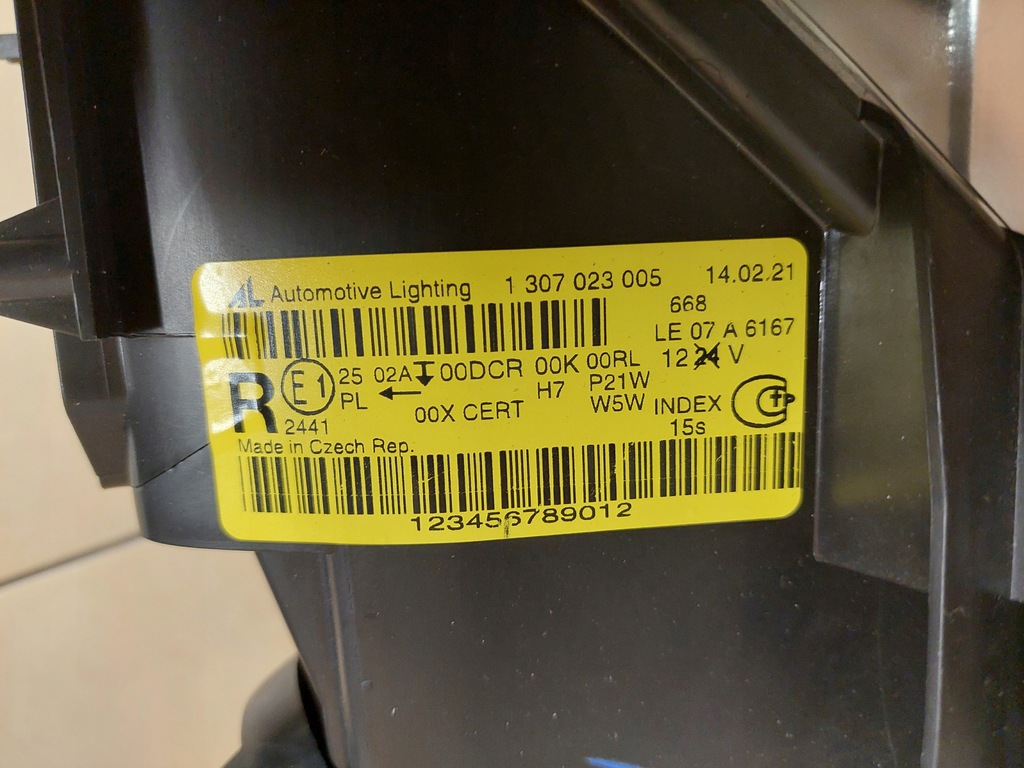 AL Automotive Lighting 1 307 023 005 14.02.21
668
LE 07 A 6167
R E1 25 02A 00DCR 00K 00RL 12 24 V
PL ← H7 P21W
00X CERT W5W INDEX
2441 15s
Made in Czech Rep.
123456789012